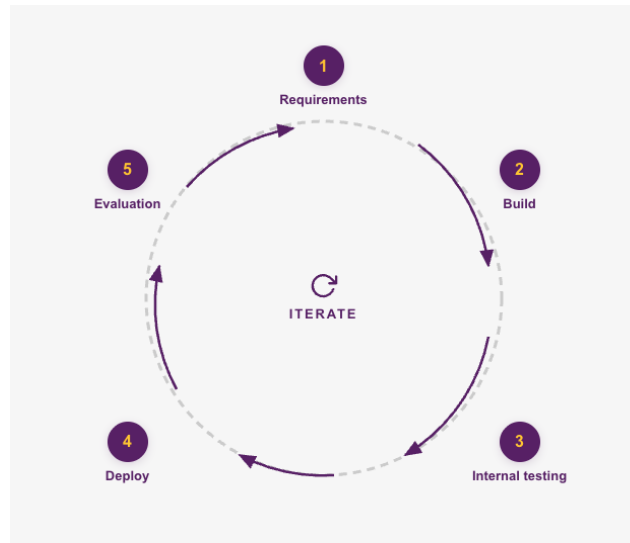 1
Requirements
2
Build
3
Internal testing
4
Deploy
5
Evaluation
ITERATE